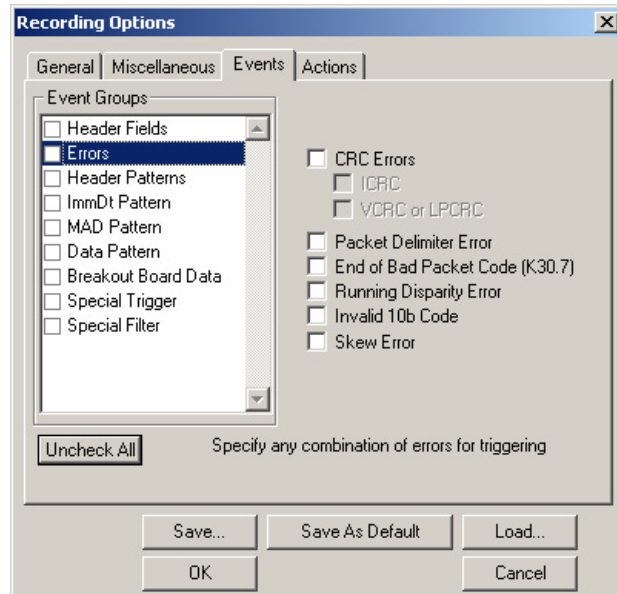 Recording Options
General
Miscellaneous
Events
Actions
Event Groups
Header Fields
Errors
Header Patterns
ImmDt Pattern
MAD Pattern
Data Pattern
Breakout Board Data
Special Trigger
Special Filter
CRC Errors
ICRC
VCRC or LPCRC
Packet Delimiter Error
End of Bad Packet Code (K30.7)
Running Disparity Error
Invalid 10b Code
Skew Error
Uncheck All
Specify any combination of errors for triggering
Save...
Save As Default
Load...
OK
Cancel